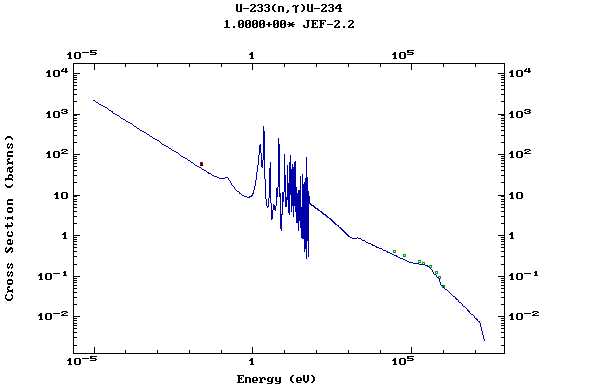 U-233(n,γ)U-234
1.0000+00* JEF-2.2
10⁻⁵ 1 10⁵
10⁴ 10⁴
10³ 10³
10² 10²
10 10
1 1
10⁻¹ 10⁻¹
10⁻² 10⁻²
10⁻⁵ 1 10⁵
Cross Section (barns)
Energy (eV)